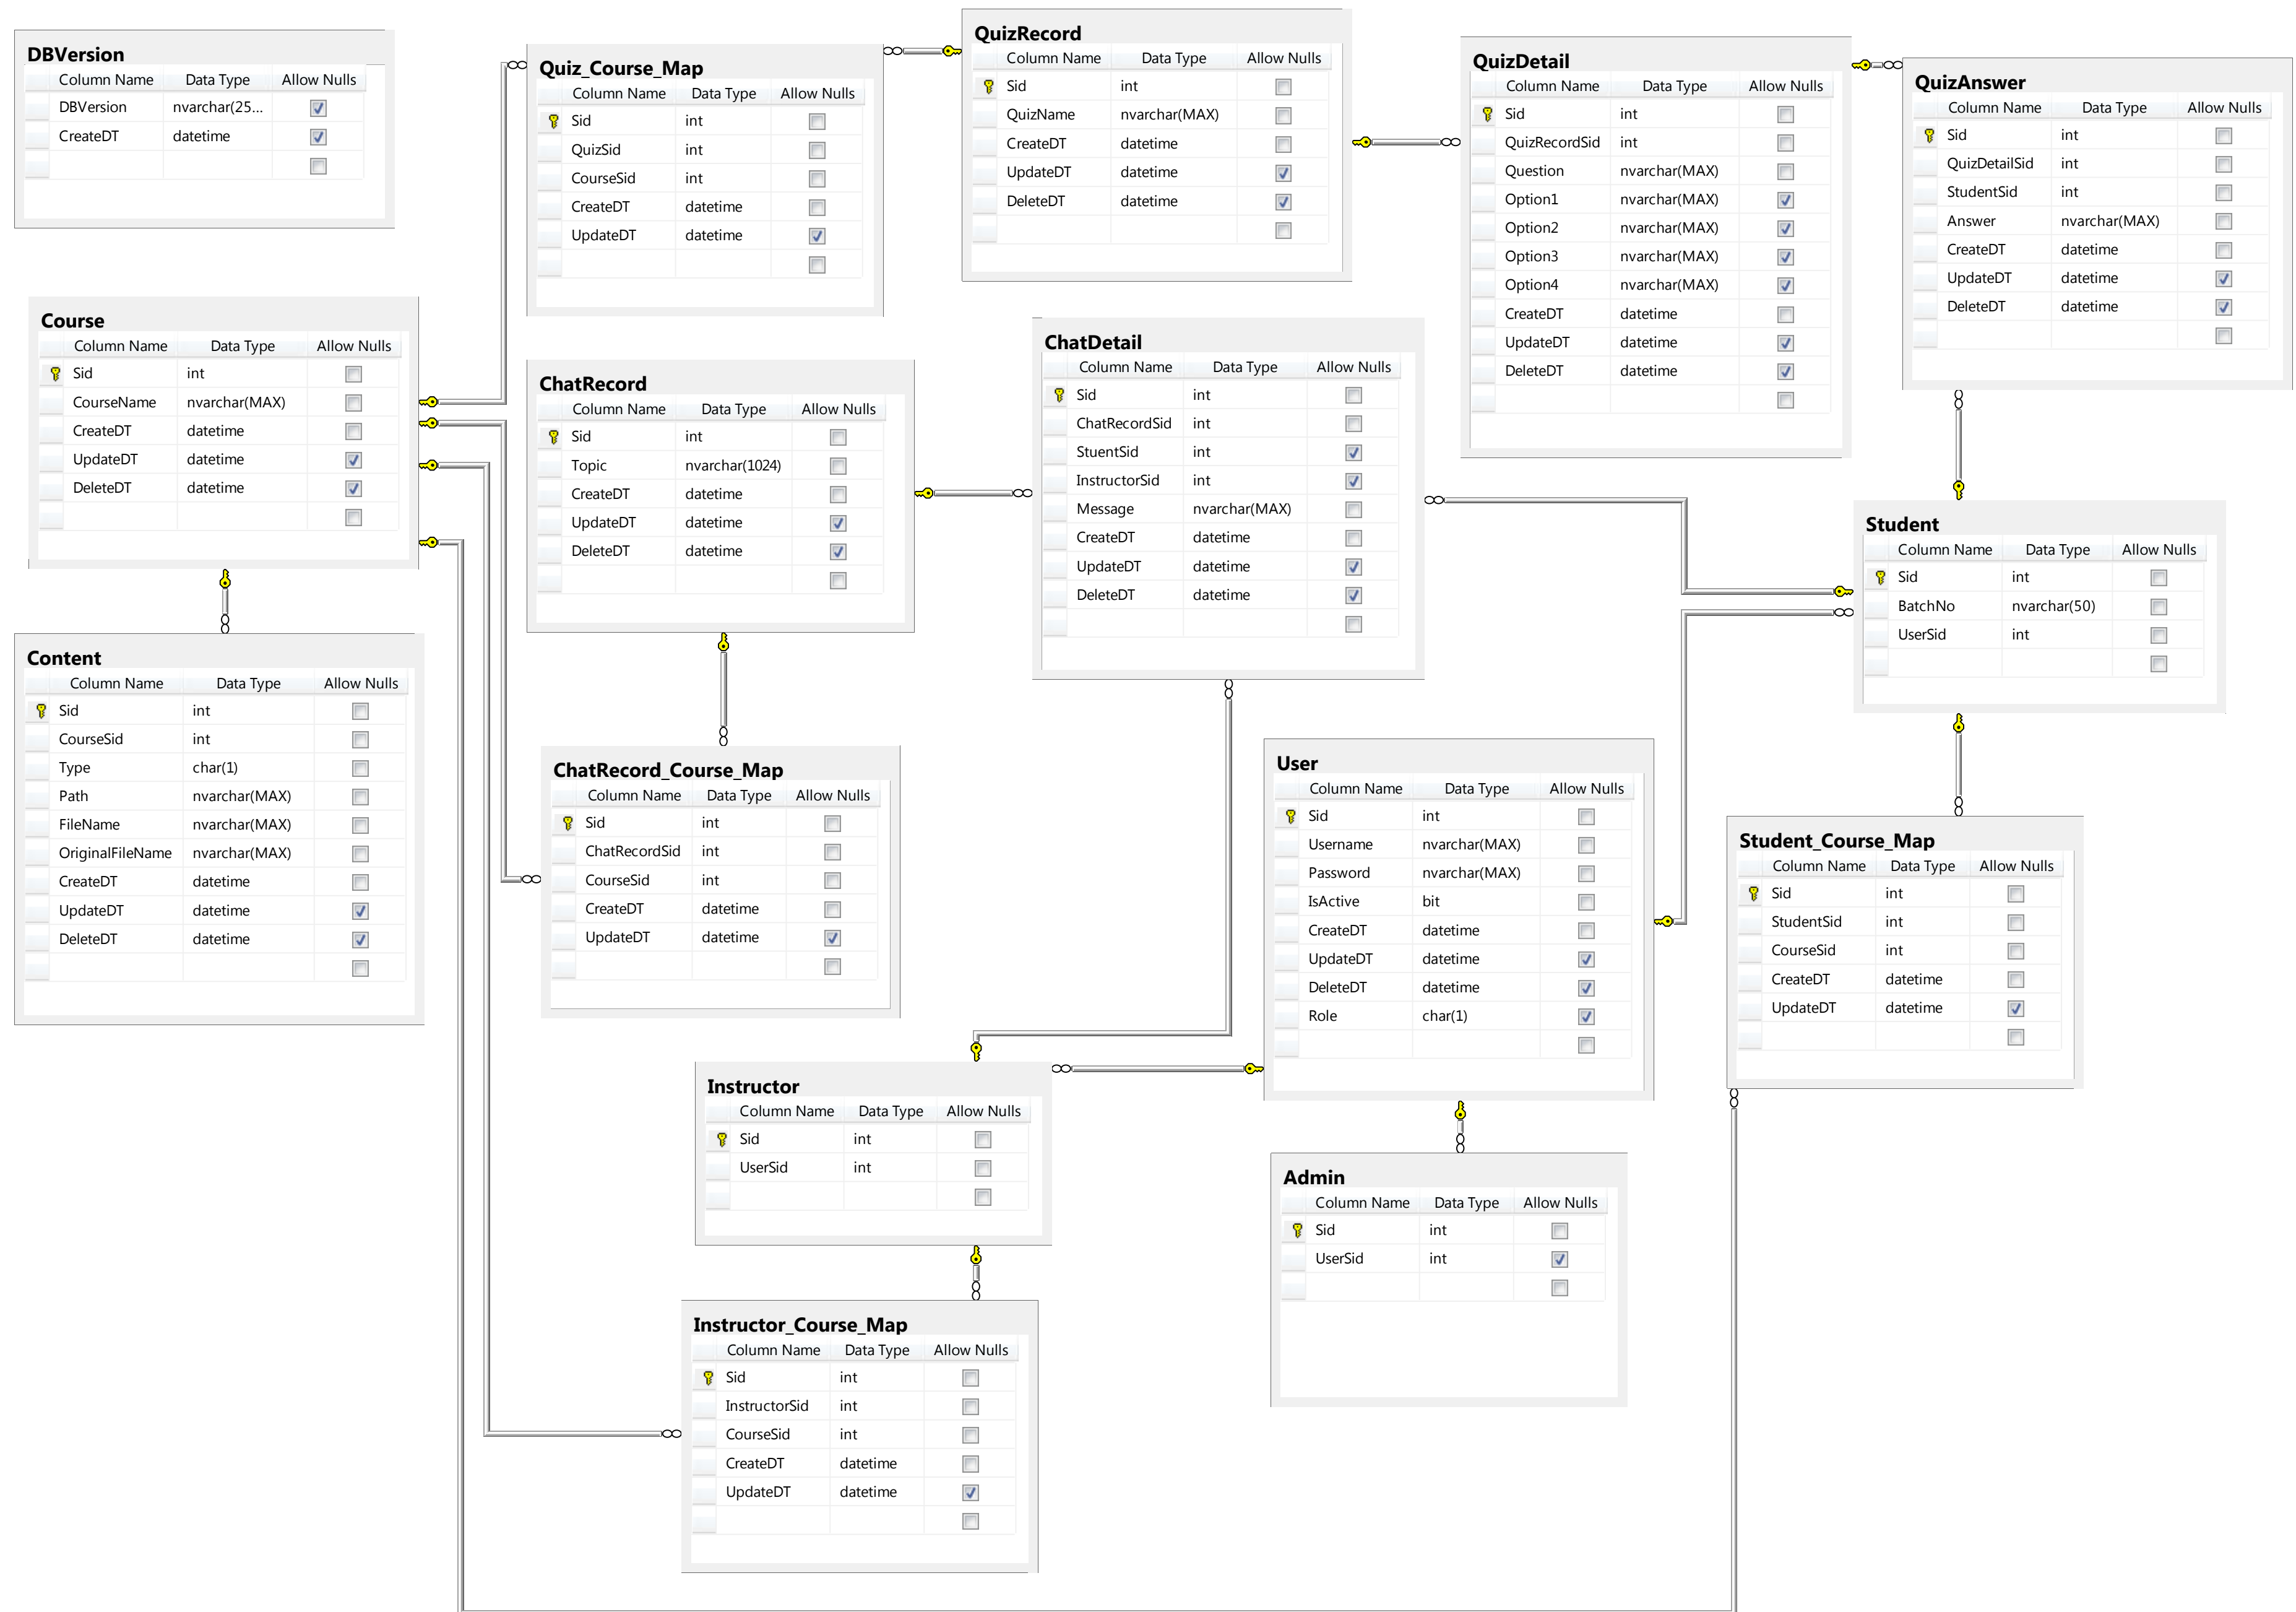 DBVersion
Column Name Data Type Allow Nulls
DBVersion nvarchar(25...
CreateDT datetime
Quiz_Course_Map
Column Name Data Type Allow Nulls
Sid int
QuizSid int
CourseSid int
CreateDT datetime
UpdateDT datetime
QuizRecord
Column Name Data Type Allow Nulls
Sid int
QuizName nvarchar(MAX)
CreateDT datetime
UpdateDT datetime
DeleteDT datetime
QuizDetail
Column Name Data Type Allow Nulls
Sid int
QuizRecordSid int
Question nvarchar(MAX)
Option1 nvarchar(MAX)
Option2 nvarchar(MAX)
Option3 nvarchar(MAX)
Option4 nvarchar(MAX)
CreateDT datetime
UpdateDT datetime
DeleteDT datetime
QuizAnswer
Column Name Data Type Allow Nulls
Sid int
QuizDetailSid int
StudentSid int
Answer nvarchar(MAX)
CreateDT datetime
UpdateDT datetime
DeleteDT datetime
Course
Column Name Data Type Allow Nulls
Sid int
CourseName nvarchar(MAX)
CreateDT datetime
UpdateDT datetime
DeleteDT datetime
ChatRecord
Column Name Data Type Allow Nulls
Sid int
Topic nvarchar(1024)
CreateDT datetime
UpdateDT datetime
DeleteDT datetime
ChatDetail
Column Name Data Type Allow Nulls
Sid int
ChatRecordSid int
StuentSid int
InstructorSid int
Message nvarchar(MAX)
CreateDT datetime
UpdateDT datetime
DeleteDT datetime
Student
Column Name Data Type Allow Nulls
Sid int
BatchNo nvarchar(50)
UserSid int
Content
Column Name Data Type Allow Nulls
Sid int
CourseSid int
Type char(1)
Path nvarchar(MAX)
FileName nvarchar(MAX)
OriginalFileName nvarchar(MAX)
CreateDT datetime
UpdateDT datetime
DeleteDT datetime
ChatRecord_Course_Map
Column Name Data Type Allow Nulls
Sid int
ChatRecordSid int
CourseSid int
CreateDT datetime
UpdateDT datetime
User
Column Name Data Type Allow Nulls
Sid int
Username nvarchar(MAX)
Password nvarchar(MAX)
IsActive bit
CreateDT datetime
UpdateDT datetime
DeleteDT datetime
Role char(1)
Student_Course_Map
Column Name Data Type Allow Nulls
Sid int
StudentSid int
CourseSid int
CreateDT datetime
UpdateDT datetime
Instructor
Column Name Data Type Allow Nulls
Sid int
UserSid int
Admin
Column Name Data Type Allow Nulls
Sid int
UserSid int
Instructor_Course_Map
Column Name Data Type Allow Nulls
Sid int
InstructorSid int
CourseSid int
CreateDT datetime
UpdateDT datetime